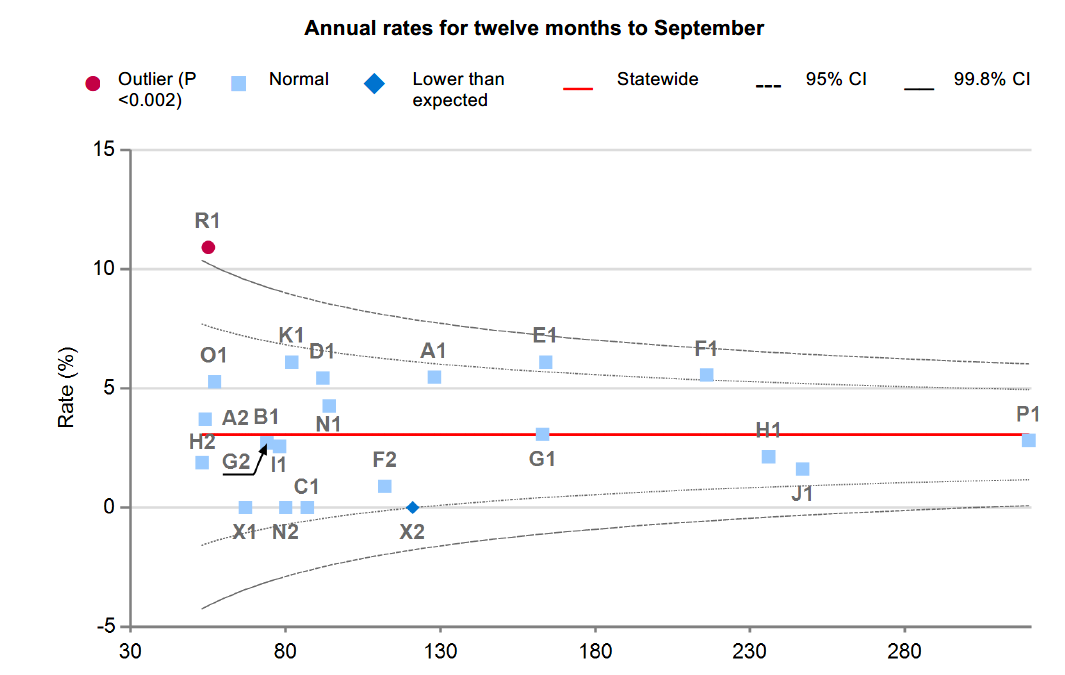 Annual rates for twelve months to September
Outlier (P <0.002)
Normal
Lower than expected
Statewide
95% CI
99.8% CI
15
R1
10
K1
D1
O1
A1
E1
F1
5
A2 B1
N1
P1
H1
H2
G2
I1
F2
G1
C1
J1
0
X1
N2
X2
-5
Rate (%)
30
80
130
180
230
280